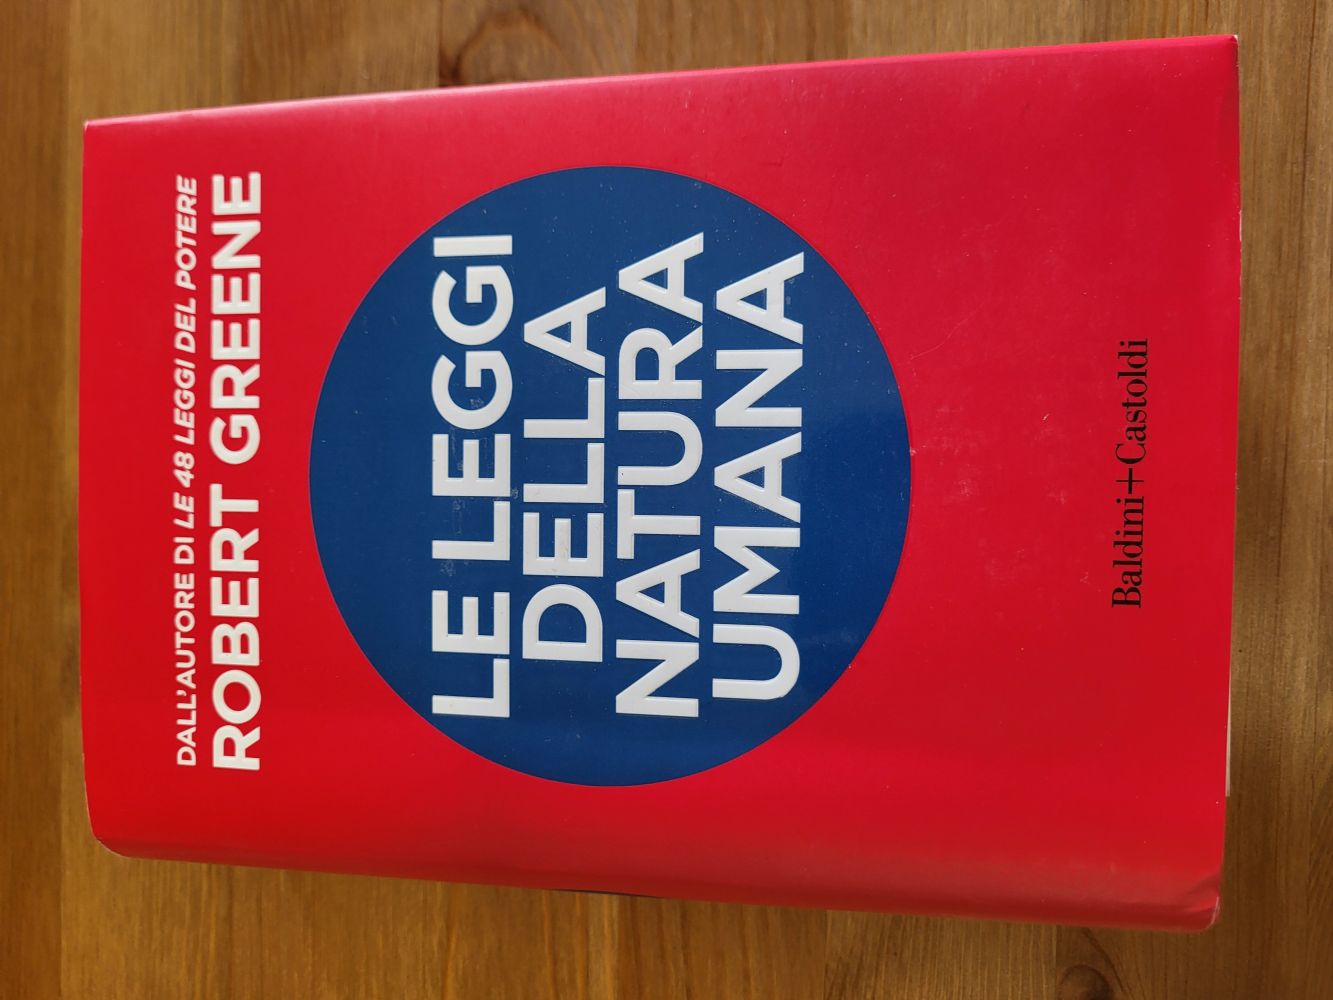 DALL'AUTORE DI LE 48 LEGGI DEL POTERE
ROBERT GREENE
LE LEGGI
DELLA
NATURA
UMANA
Baldini+Castoldi